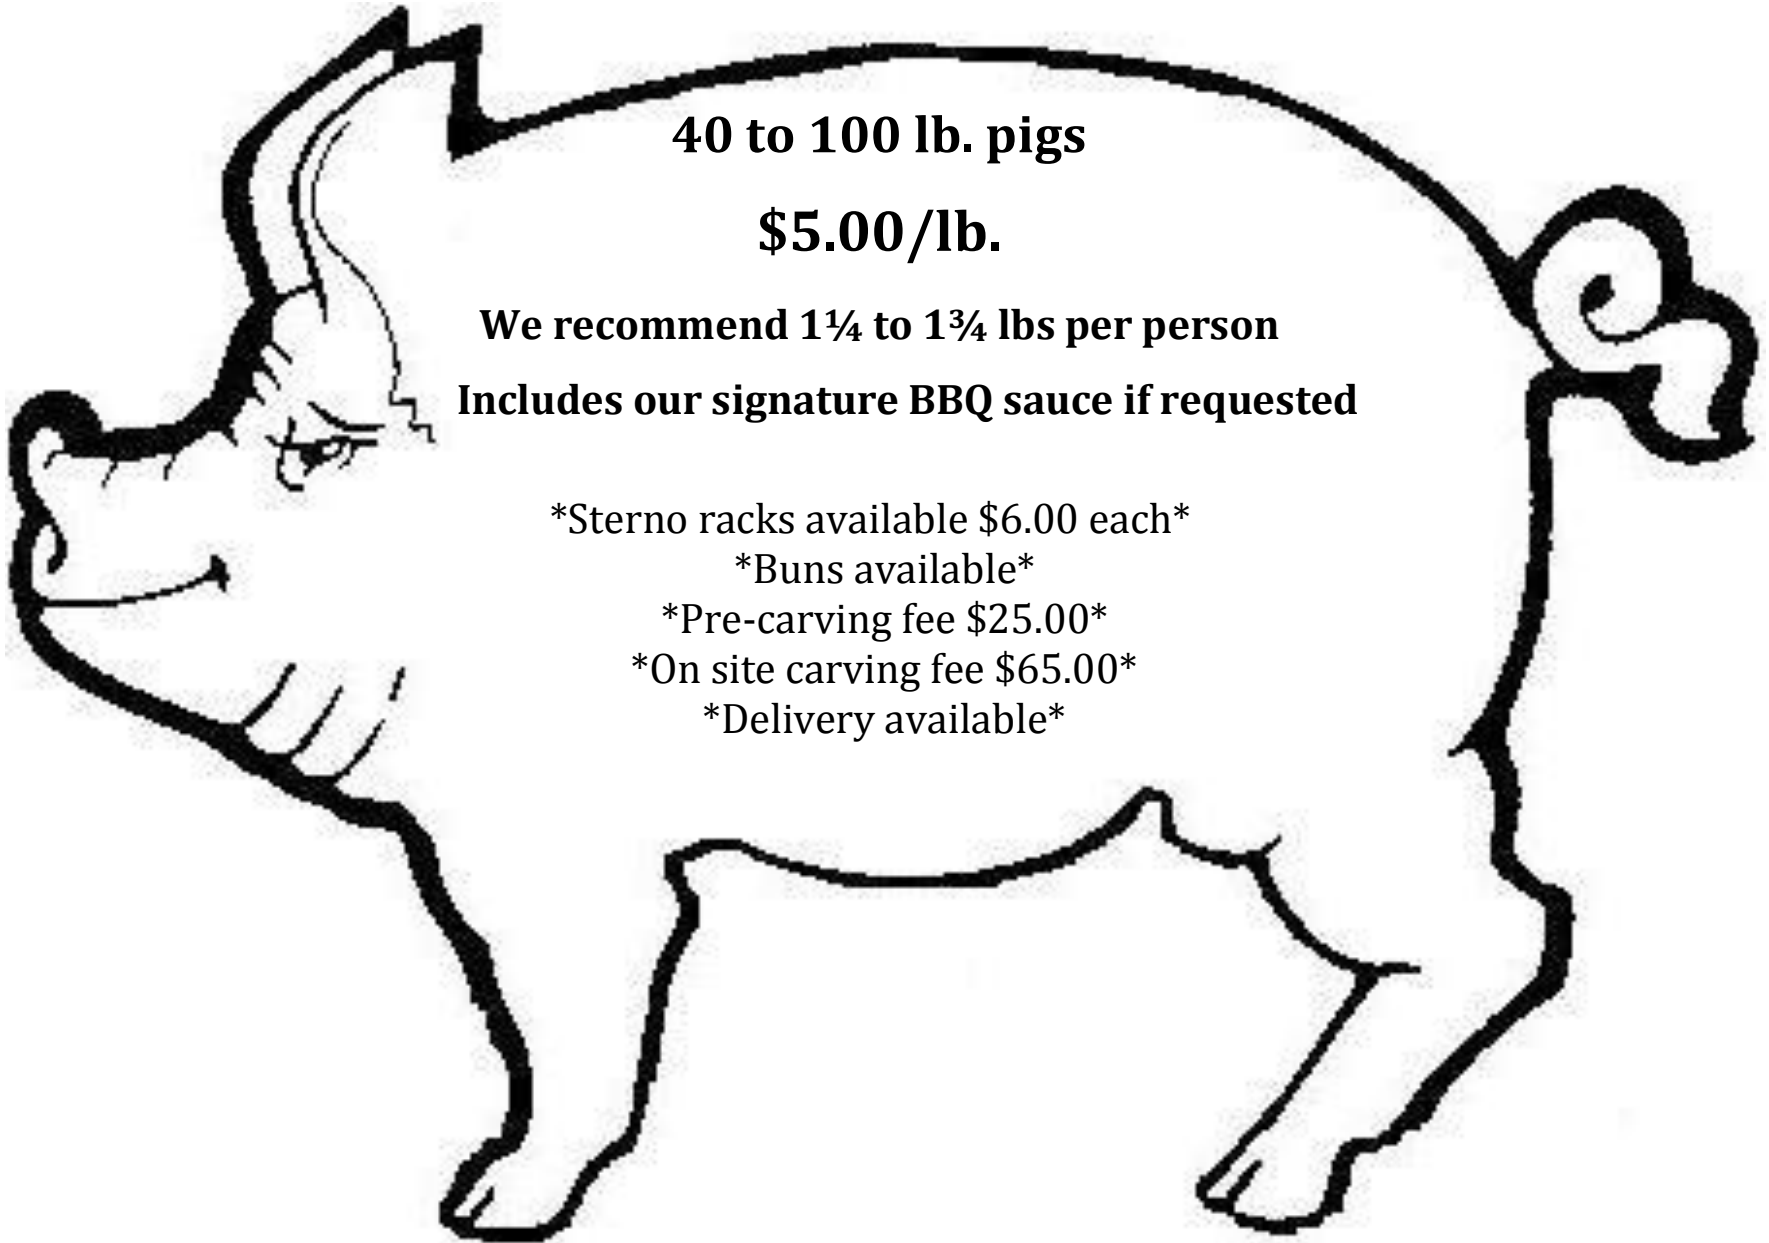 40 to 100 lb. pigs
$5.00/lb.
We recommend 1¼ to 1¾ lbs per person
Includes our signature BBQ sauce if requested
*Sterno racks available $6.00 each*
*Buns available*
*Pre-carving fee $25.00*
*On site carving fee $65.00*
*Delivery available*